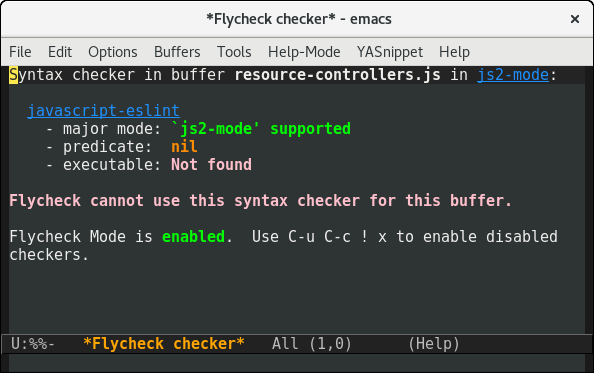 *Flycheck checker* - emacs ×
File Edit Options Buffers Tools Help-Mode YASnippet Help
Syntax checker in buffer resource-controllers.js in js2-mode:
javascript-eslint
- major mode: `js2-mode' supported
- predicate: nil
- executable: Not found
Flycheck cannot use this syntax checker for this buffer.
Flycheck Mode is enabled. Use C-u C-c ! x to enable disabled
checkers.
U:%%- *Flycheck checker* All (1,0) (Help)